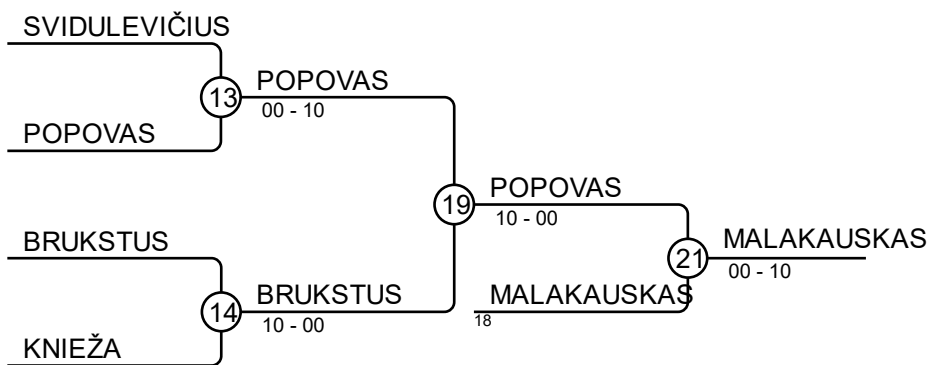 SVIDULEVIČIUS
13
POPOVAS
00 - 10
POPOVAS
19
POPOVAS
10 - 00
BRUKSTUS
21
MALAKAUSKAS
00 - 10
14
BRUKSTUS
10 - 00
MALAKAUSKAS
18
KNIEŽA